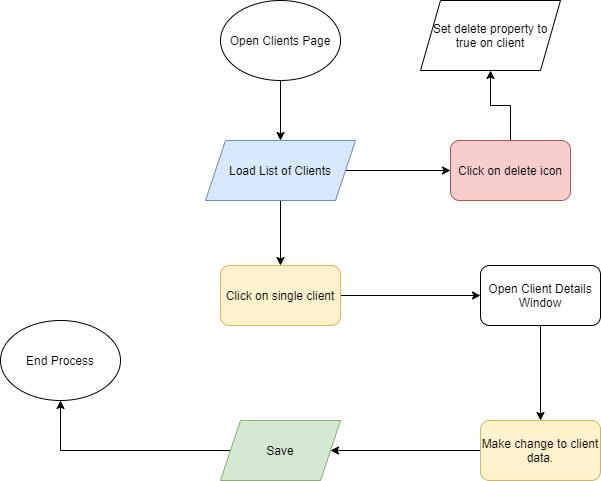 Open Clients Page
Set delete property to
true on client
Load List of Clients
Click on delete icon
Click on single client
Open Client Details
Window
End Process
Save
Make change to client
data.